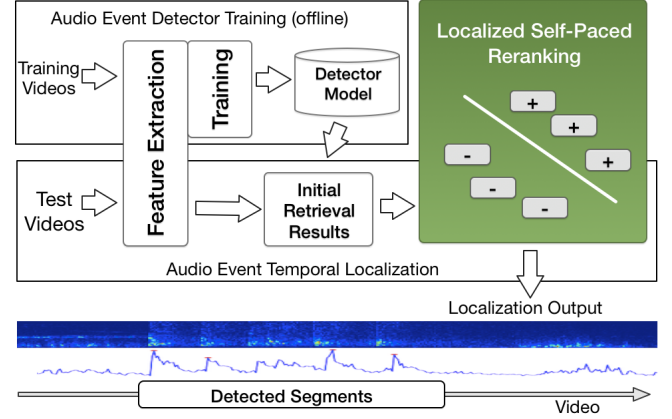 Audio Event Detector Training (offline)
Training
Videos
Feature Extraction
Training
Detector
Model
Localized Self-Paced
Reranking
+
+
+
-
-
-
Test
Videos
Initial
Retrieval
Results
Audio Event Temporal Localization
Localization Output
Detected Segments
Video